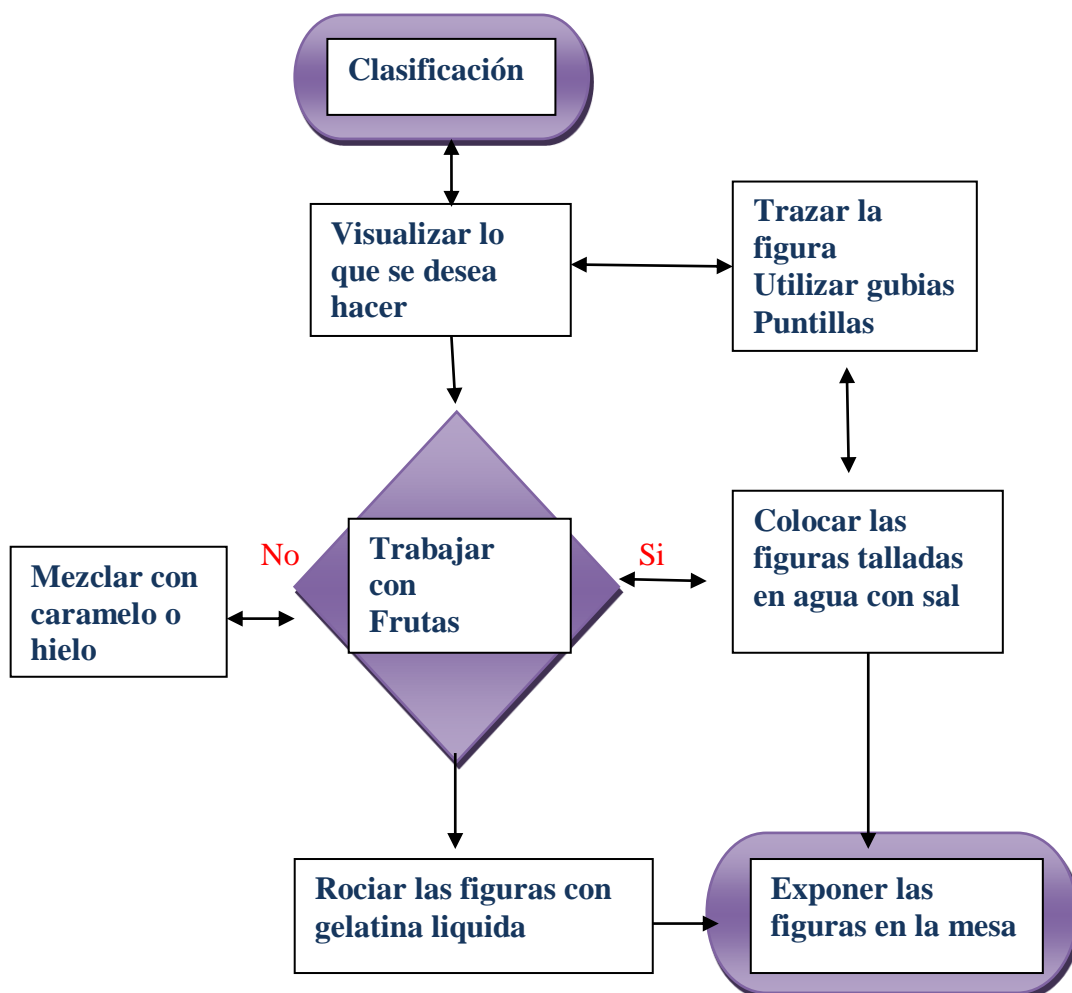 Clasificación
Visualizar lo
que se desea
hacer
Trazar la
figura
Utilizar gubias
Puntillas
No
Trabajar
con
Frutas
Si
Mezclar con
caramelo o
hielo
Colocar las
figuras talladas
en agua con sal
Rociar las figuras con
gelatina liquida
Exponer las
figuras en la mesa